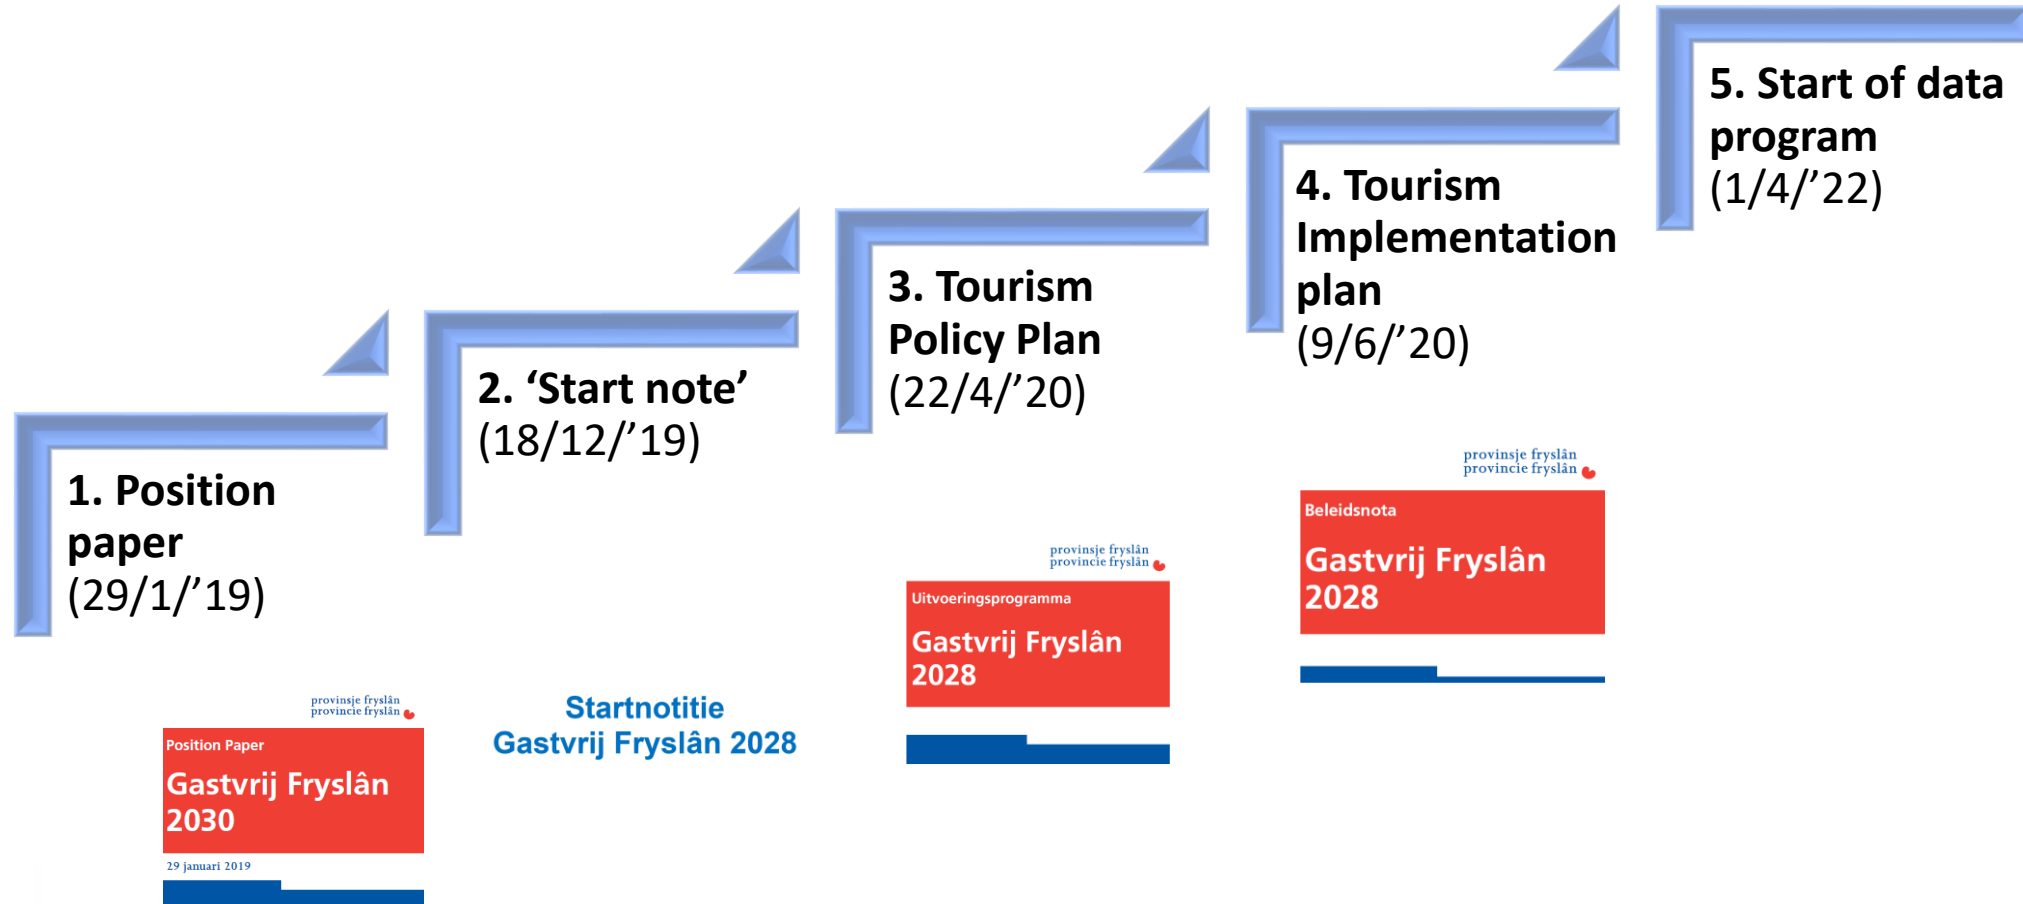 1. Position
paper
(29/1/’19)
provinsje fryslân
provincie fryslân
Position Paper
Gastvrij Fryslân
2030
29 januari 2019
2. ‘Start note’
(18/12/’19)
Startnotitie
Gastvrij Fryslân 2028
3. Tourism
Policy Plan
(22/4/’20)
provinsje fryslân
provincie fryslân
Uitvoeringsprogramma
Gastvrij Fryslân
2028
4. Tourism
Implementation
plan
(9/6/’20)
provinsje fryslân
provincie fryslân
Beleidsnota
Gastvrij Fryslân
2028
5. Start of data
program
(1/4/’22)